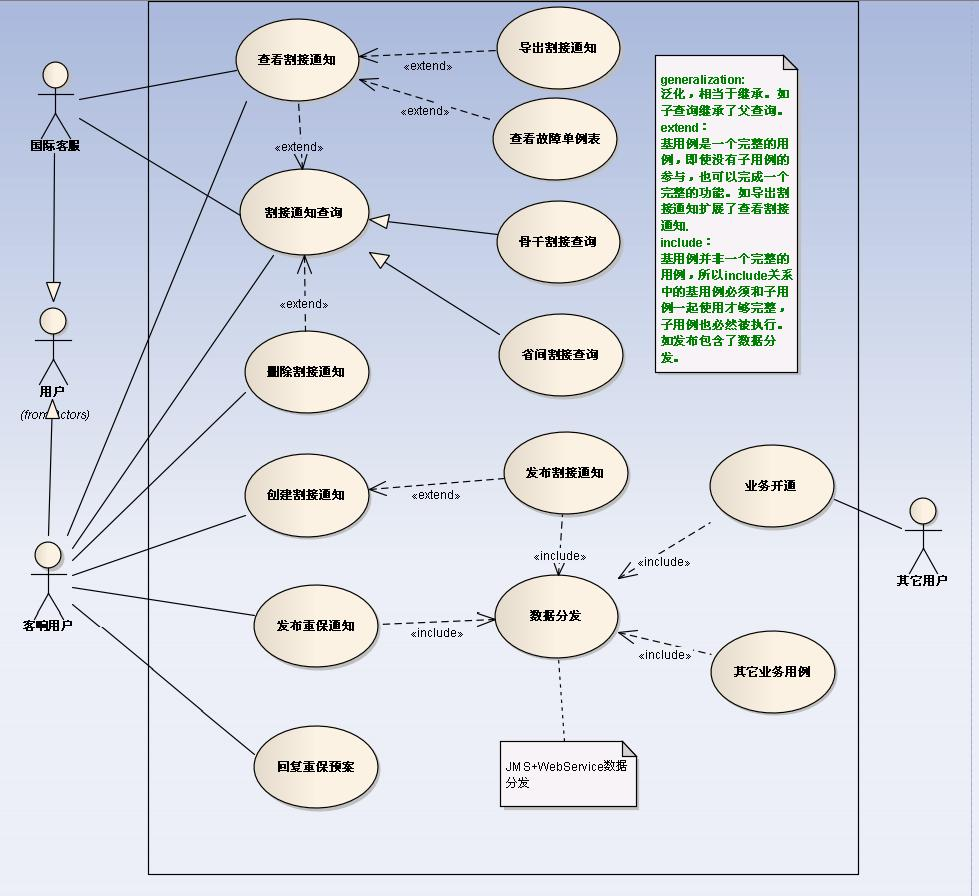 查看割接通知
导出割接通知
«extend»
«extend»
查看故障单例表
国际客服
«extend»
割接通知查询
骨干割接查询
generalization:
泛化，相当于继承。如
子查询继承了父查询。
extend：
基用例是一个完整的用
例，即使没有子用例的
参与，也可以完成一个
完整的功能。如导出割
接通知扩展了查看割接
通知.
include：
基用例并非一个完整的
用例，所以include关系
中的基用例必须和子用
例一起使用才够完整，
子用例也必然被执行。
如发布包含了数据分
发。
«extend»
省间割接查询
删除割接通知
用户
(from Actors)
发布割接通知
创建割接通知
«extend»
业务开通
«include»
«include»
其它用户
客响用户
发布重保通知
«include»
数据分发
«include»
其它业务用例
回复重保预案
JMS+WebService数据
分发